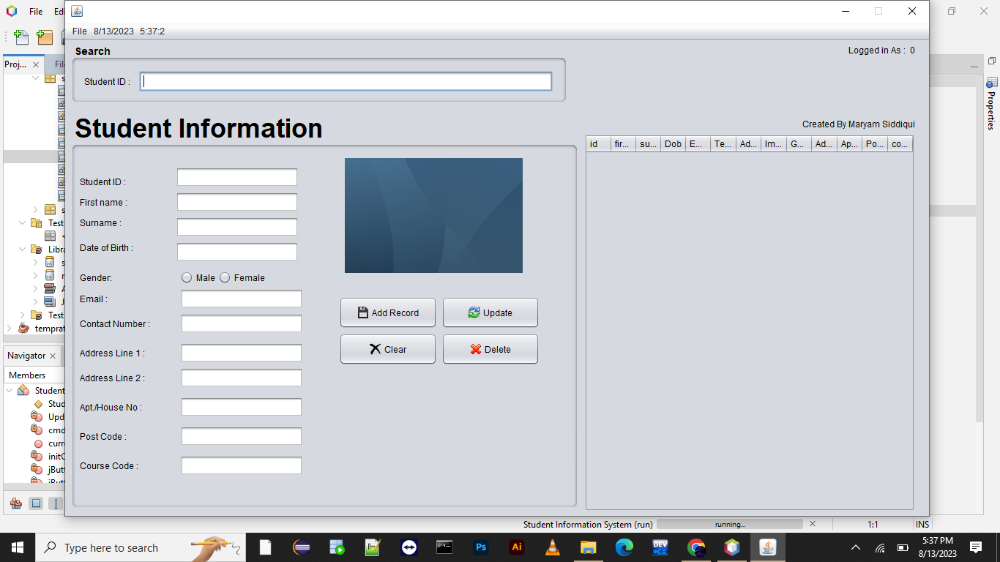 File Edi
File 8/13/2023 5:37:2
Search
Logged in As : 0
Student ID :
Proj...
Created By Maryam Siddiqui
Student Information
id fir... su... Dob E... Te... Ad... Im... G... Ad... Ap... Po... co...
Properties
Student ID :
First name :
Surname :
Date of Birth :
Gender: Male Female
Email :
Contact Number :
Address Line 1 :
Address Line 2 :
Apt./House No :
Post Code :
Course Code :
Add Record Update
Clear Delete
Test
Libra
Test
temprat
Navigator
Members
Student
Stud
Upd
cmd
curr
initC
jButt
jButt
Student Information System (run) running... 1:1 INS
Type here to search
Ps Ai DEV
5:37 PM
8/13/2023